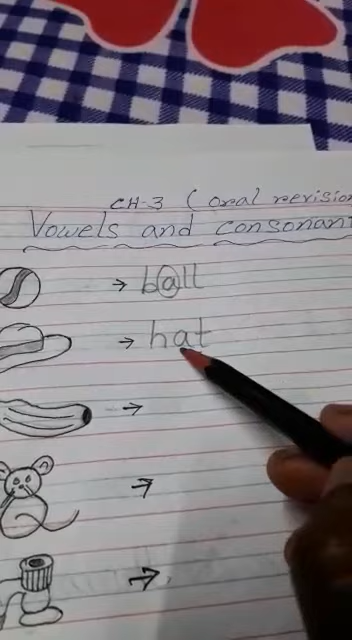 CH-3 (oral revision
Vowels and consonant
→ ball
→ hat
→
→
→